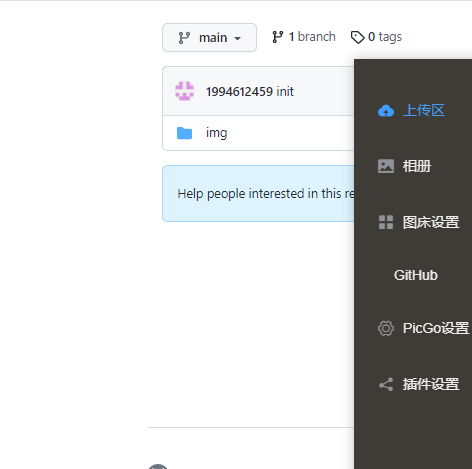 main
1 branch
0 tags
1994612459 init
img
Help people interested in this re
上传区
相册
图床设置
GitHub
PicGo设置
插件设置